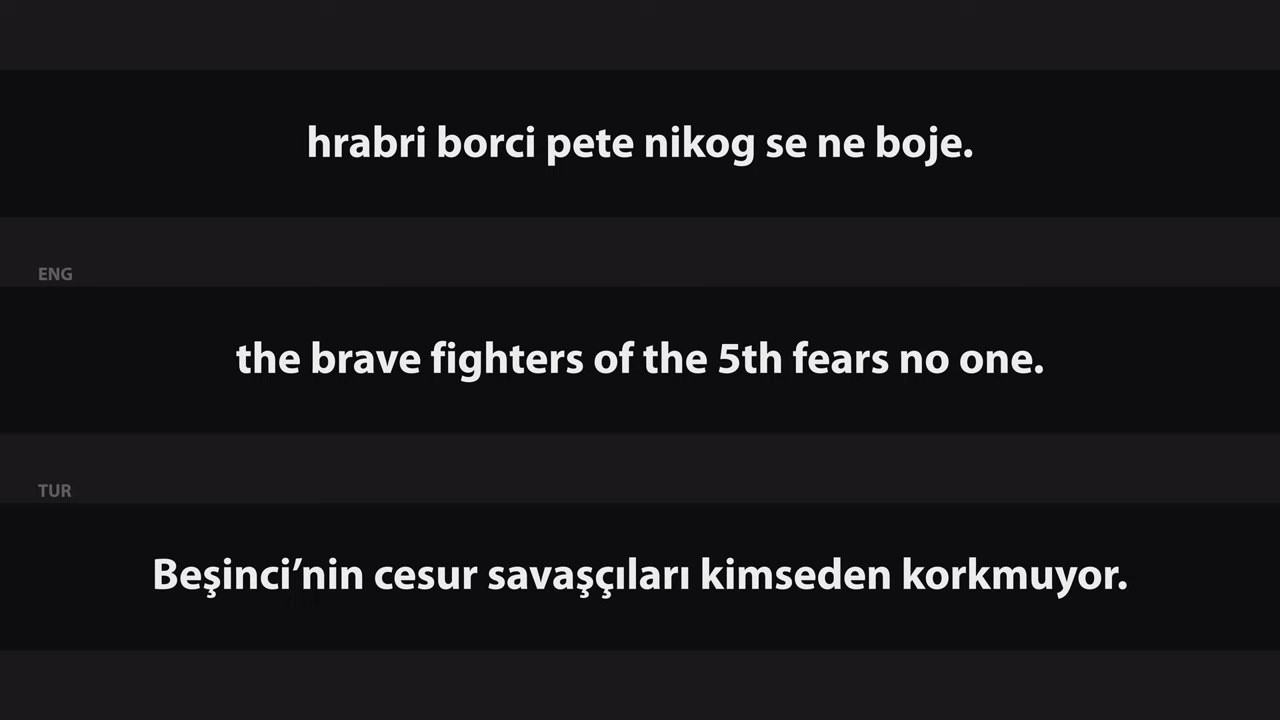 hrabri borci pete nikog se ne boje.
ENG
the brave fighters of the 5th fears no one.
TUR
Beşinci’nin cesur savaşçıları kimseden korkmuyor.